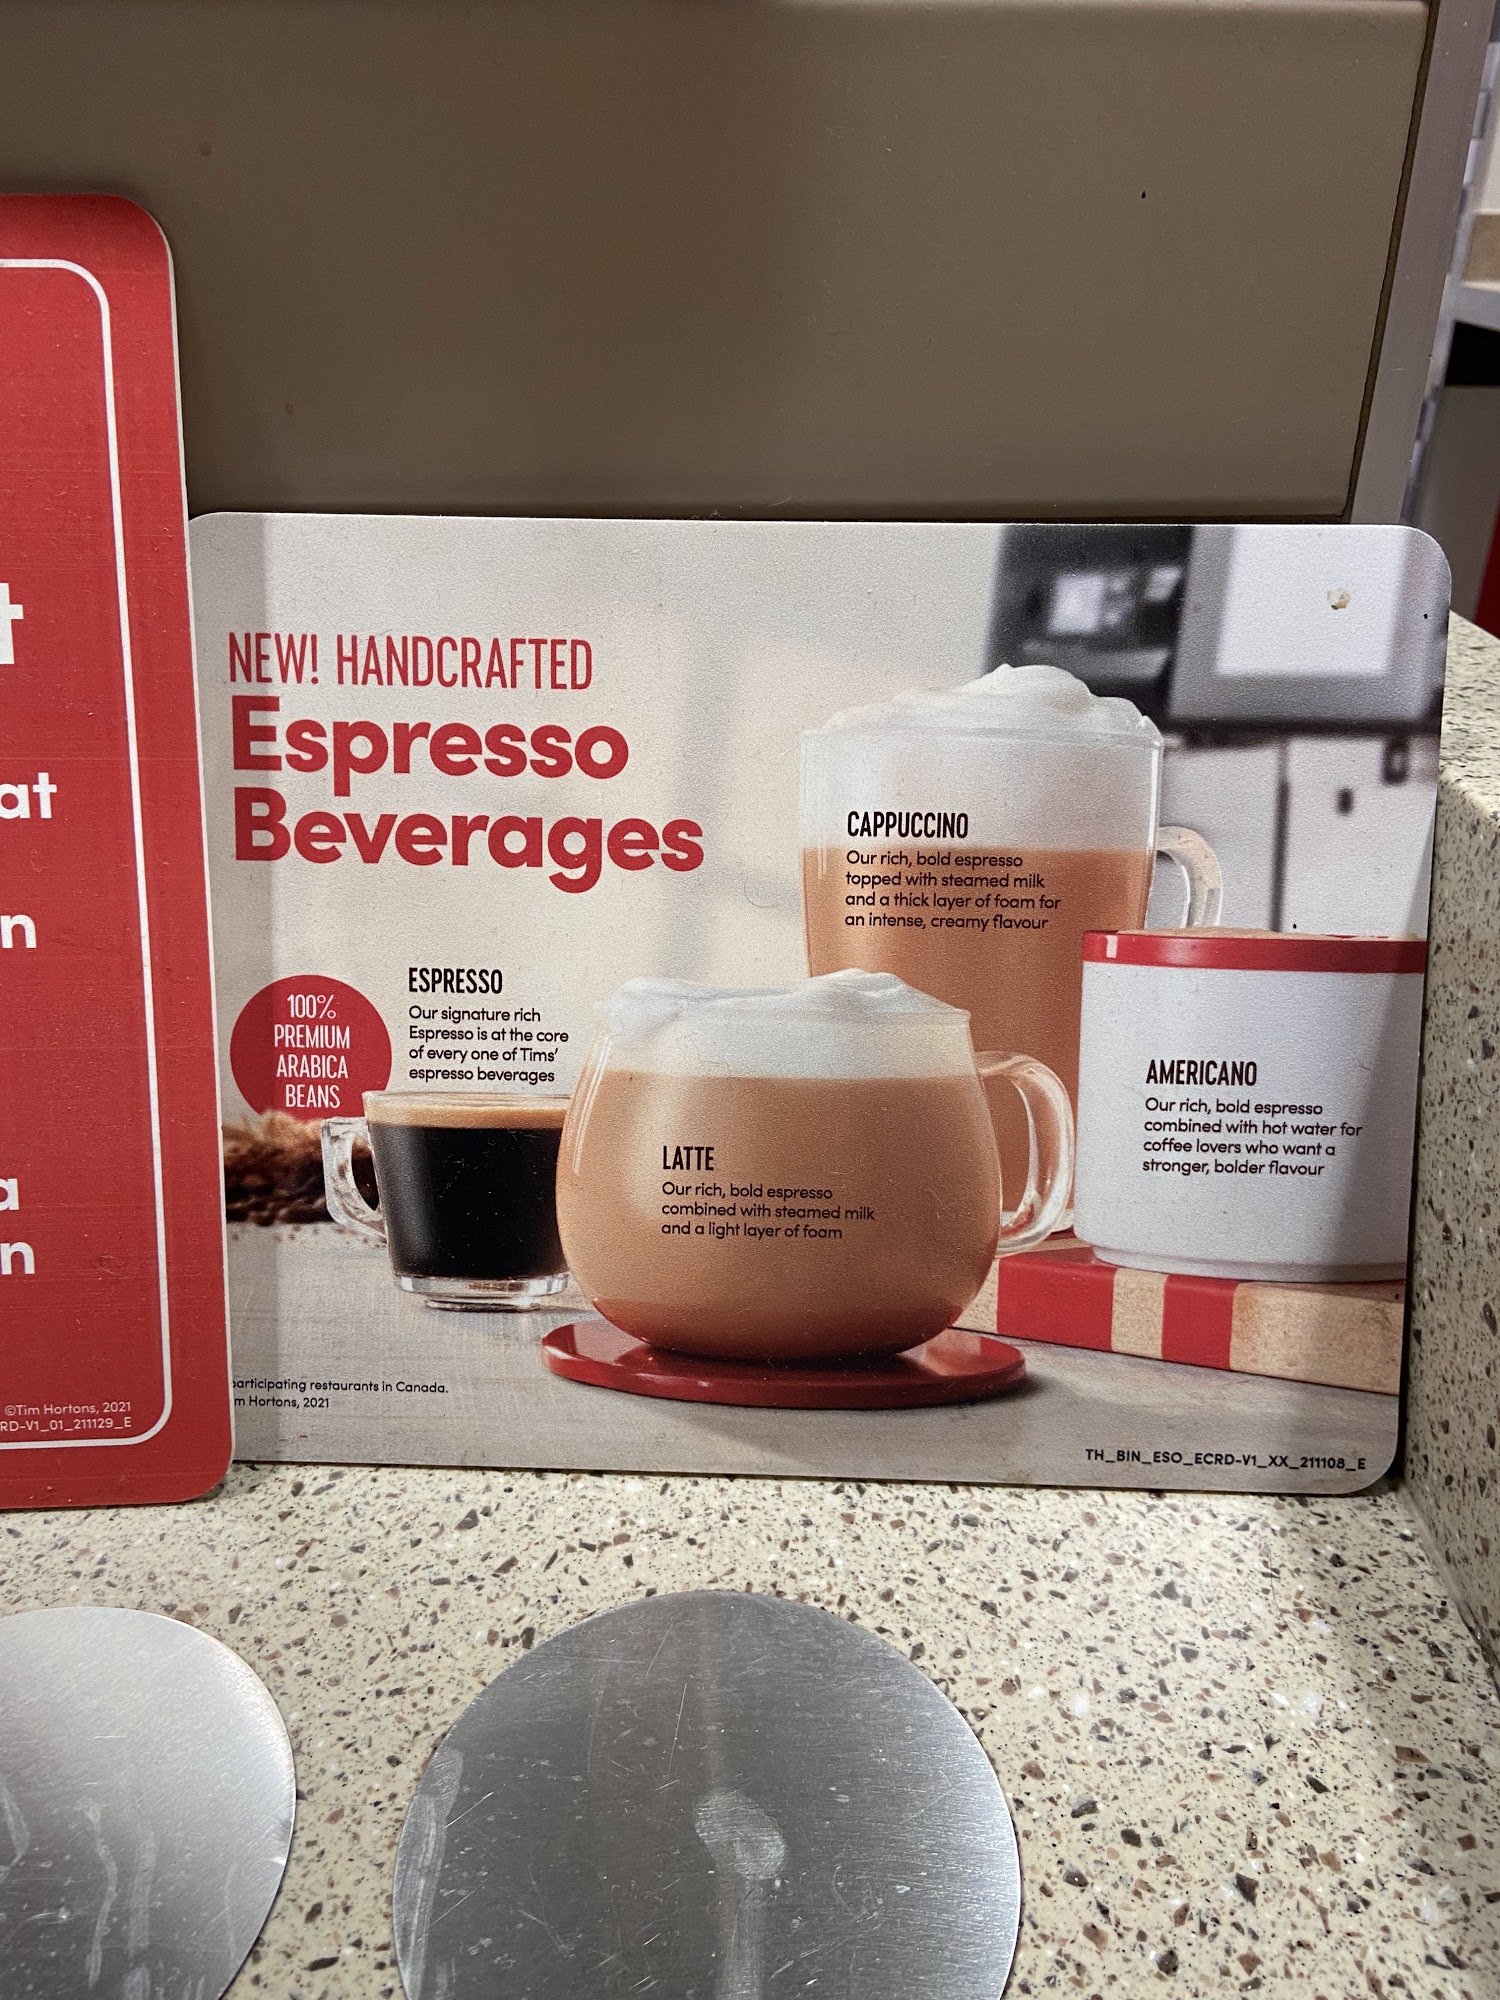 t
at
n
a
n
©Tim Hortons, 2021
RD-V1_01_211129_E
NEW! HANDCRAFTED
Espresso
Beverages
100%
PREMIUM
ARABICA
BEANS
ESPRESSO
Our signature rich
Espresso is at the core
of every one of Tims'
espresso beverages
CAPPUCCINO
Our rich, bold espresso
topped with steamed milk
and a thick layer of foam for
an intense, creamy flavour
LATTE
Our rich, bold espresso
combined with steamed milk
and a light layer of foam
AMERICANO
Our rich, bold espresso
combined with hot water for
coffee lovers who want a
stronger, bolder flavour
participating restaurants in Canada.
m Hortons, 2021
TH_BIN_ESO_ECRD-V1_XX_211108_E